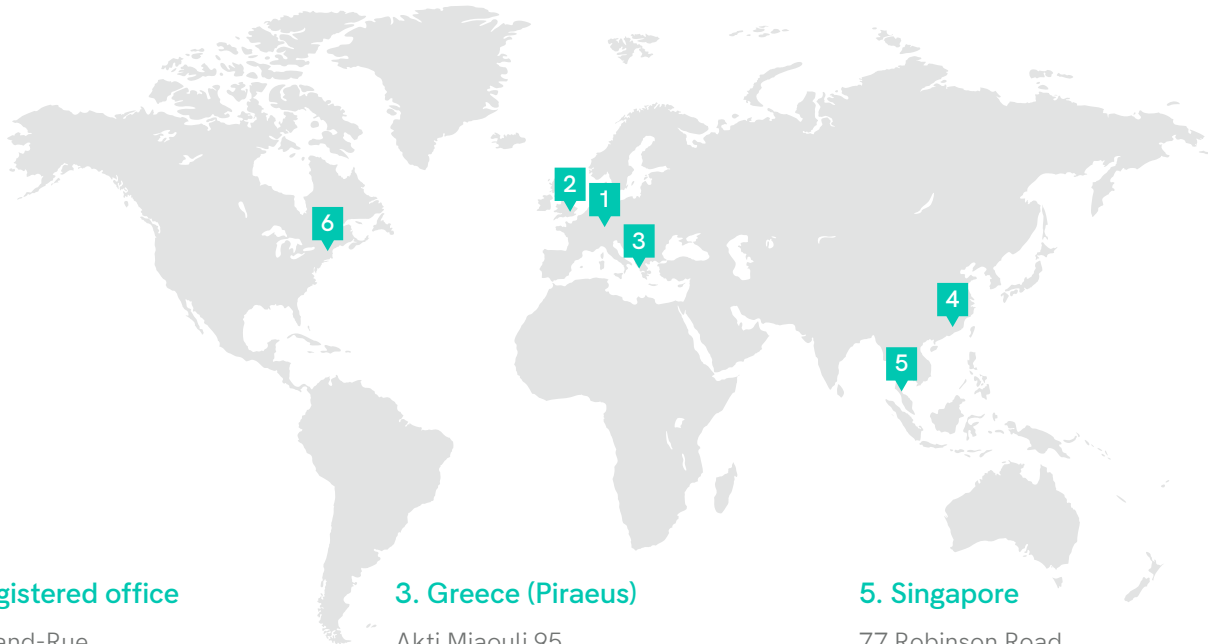 2
1
6
3
4
5
gistered office
3. Greece (Piraeus)
5. Singapore
and-Rue
Akti Miaouli 95
77 Robinson Road